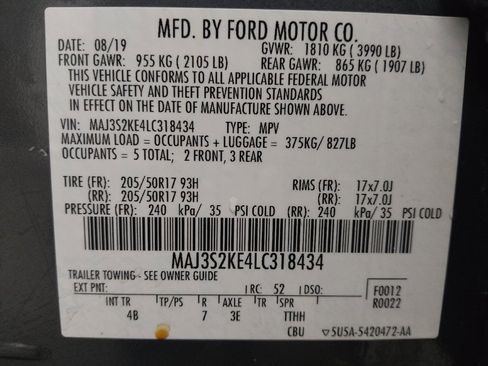 MFD. BY FORD MOTOR CO.
DATE: 08/19 GVWR: 1810 KG ( 3990 LB)
FRONT GAWR: 955 KG ( 2105 LB) REAR GAWR: 865 KG ( 1907 LB)
THIS VEHICLE CONFORMS TO ALL APPLICABLE FEDERAL MOTOR
VEHICLE SAFETY AND THEFT PREVENTION STANDARDS
IN EFFECT ON THE DATE OF MANUFACTURE SHOWN ABOVE.
VIN: MAJ3S2KE4LC318434 TYPE: MPV
MAXIMUM LOAD = OCCUPANTS + LUGGAGE = 375KG/ 827LB
OCCUPANTS = 5 TOTAL; 2 FRONT, 3 REAR
TIRE (FR): 205/50R17 93H RIMS (FR): 17x7.0J
(RR): 205/50R17 93H (RR): 17x7.0J
PRESSURE (FR): 240 kPa/ 35 PSI COLD (RR): 240 kPa/ 35 PSI COLD
MAJ3S2KE4LC318434
TRAILER TOWING- SEE OWNER GUIDE
EXT PNT: RC: 52 DSO: F0012
R0022
INT TR TP/PS R AXLE TR SPR
4B 7 3E TTHH
CBU ▽5U5A-5420472-AA